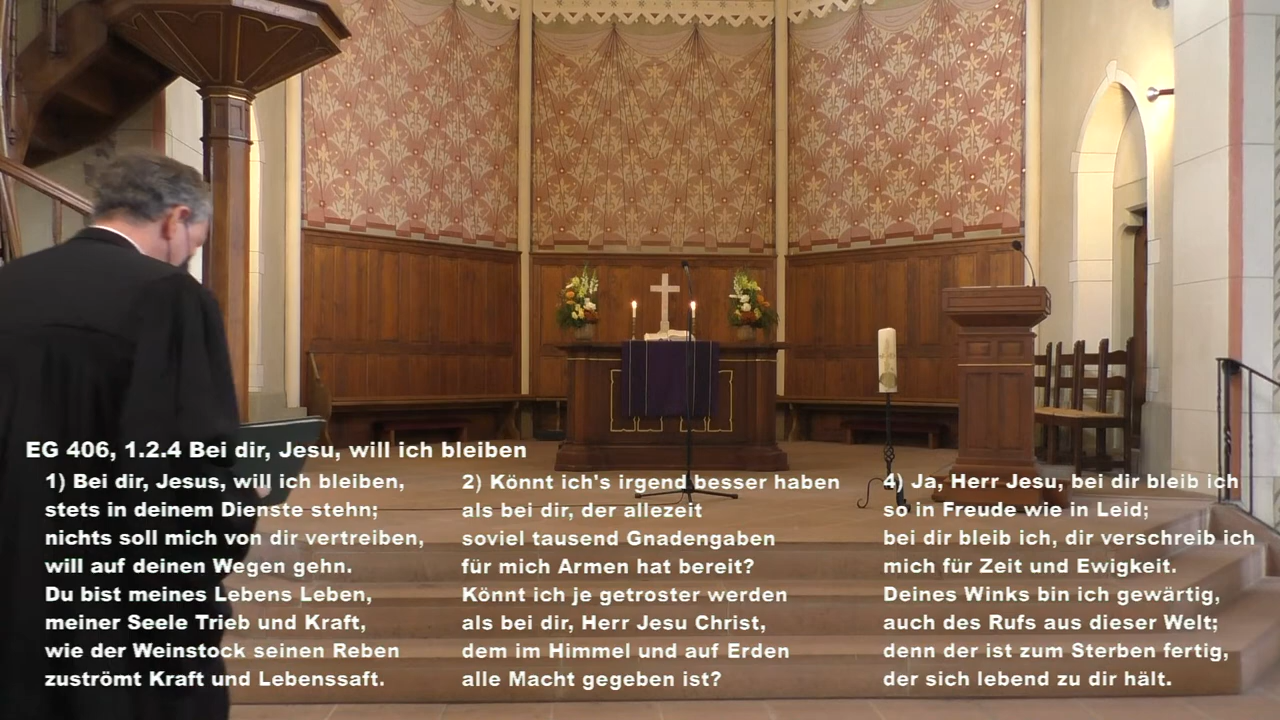 EG 406, 1.2.4 Bei dir, Jesu, will ich bleiben
1) Bei dir, Jesus, will ich bleiben,
stets in deinem Dienste stehn;
nichts soll mich von dir vertreiben,
will auf deinen Wegen gehn.
Du bist meines Lebens Leben,
meiner Seele Trieb und Kraft,
wie der Weinstock seinen Reben
zuströmt Kraft und Lebenssaft.
2) Könnt ich's irgend besser haben
als bei dir, der allezeit
soviel tausend Gnadengaben
für mich Armen hat bereit?
Könnt ich je getroster werden
als bei dir, Herr Jesu Christ,
dem im Himmel und auf Erden
alle Macht gegeben ist?
4) Ja, Herr Jesu, bei dir bleib ich
so in Freude wie in Leid;
bei dir bleib ich, dir verschreib ich
mich für Zeit und Ewigkeit.
Deines Winks bin ich gewärtig,
auch des Rufs aus dieser Welt;
denn der ist zum Sterben fertig,
der sich lebend zu dir hält.